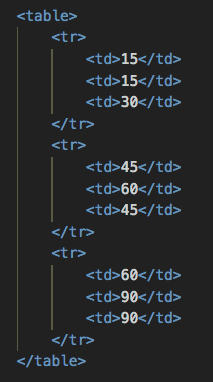 <table>
<tr>
<td>15</td>
<td>15</td>
<td>30</td>
</tr>
<tr>
<td>45</td>
<td>60</td>
<td>45</td>
</tr>
<tr>
<td>60</td>
<td>90</td>
<td>90</td>
</tr>
</table>